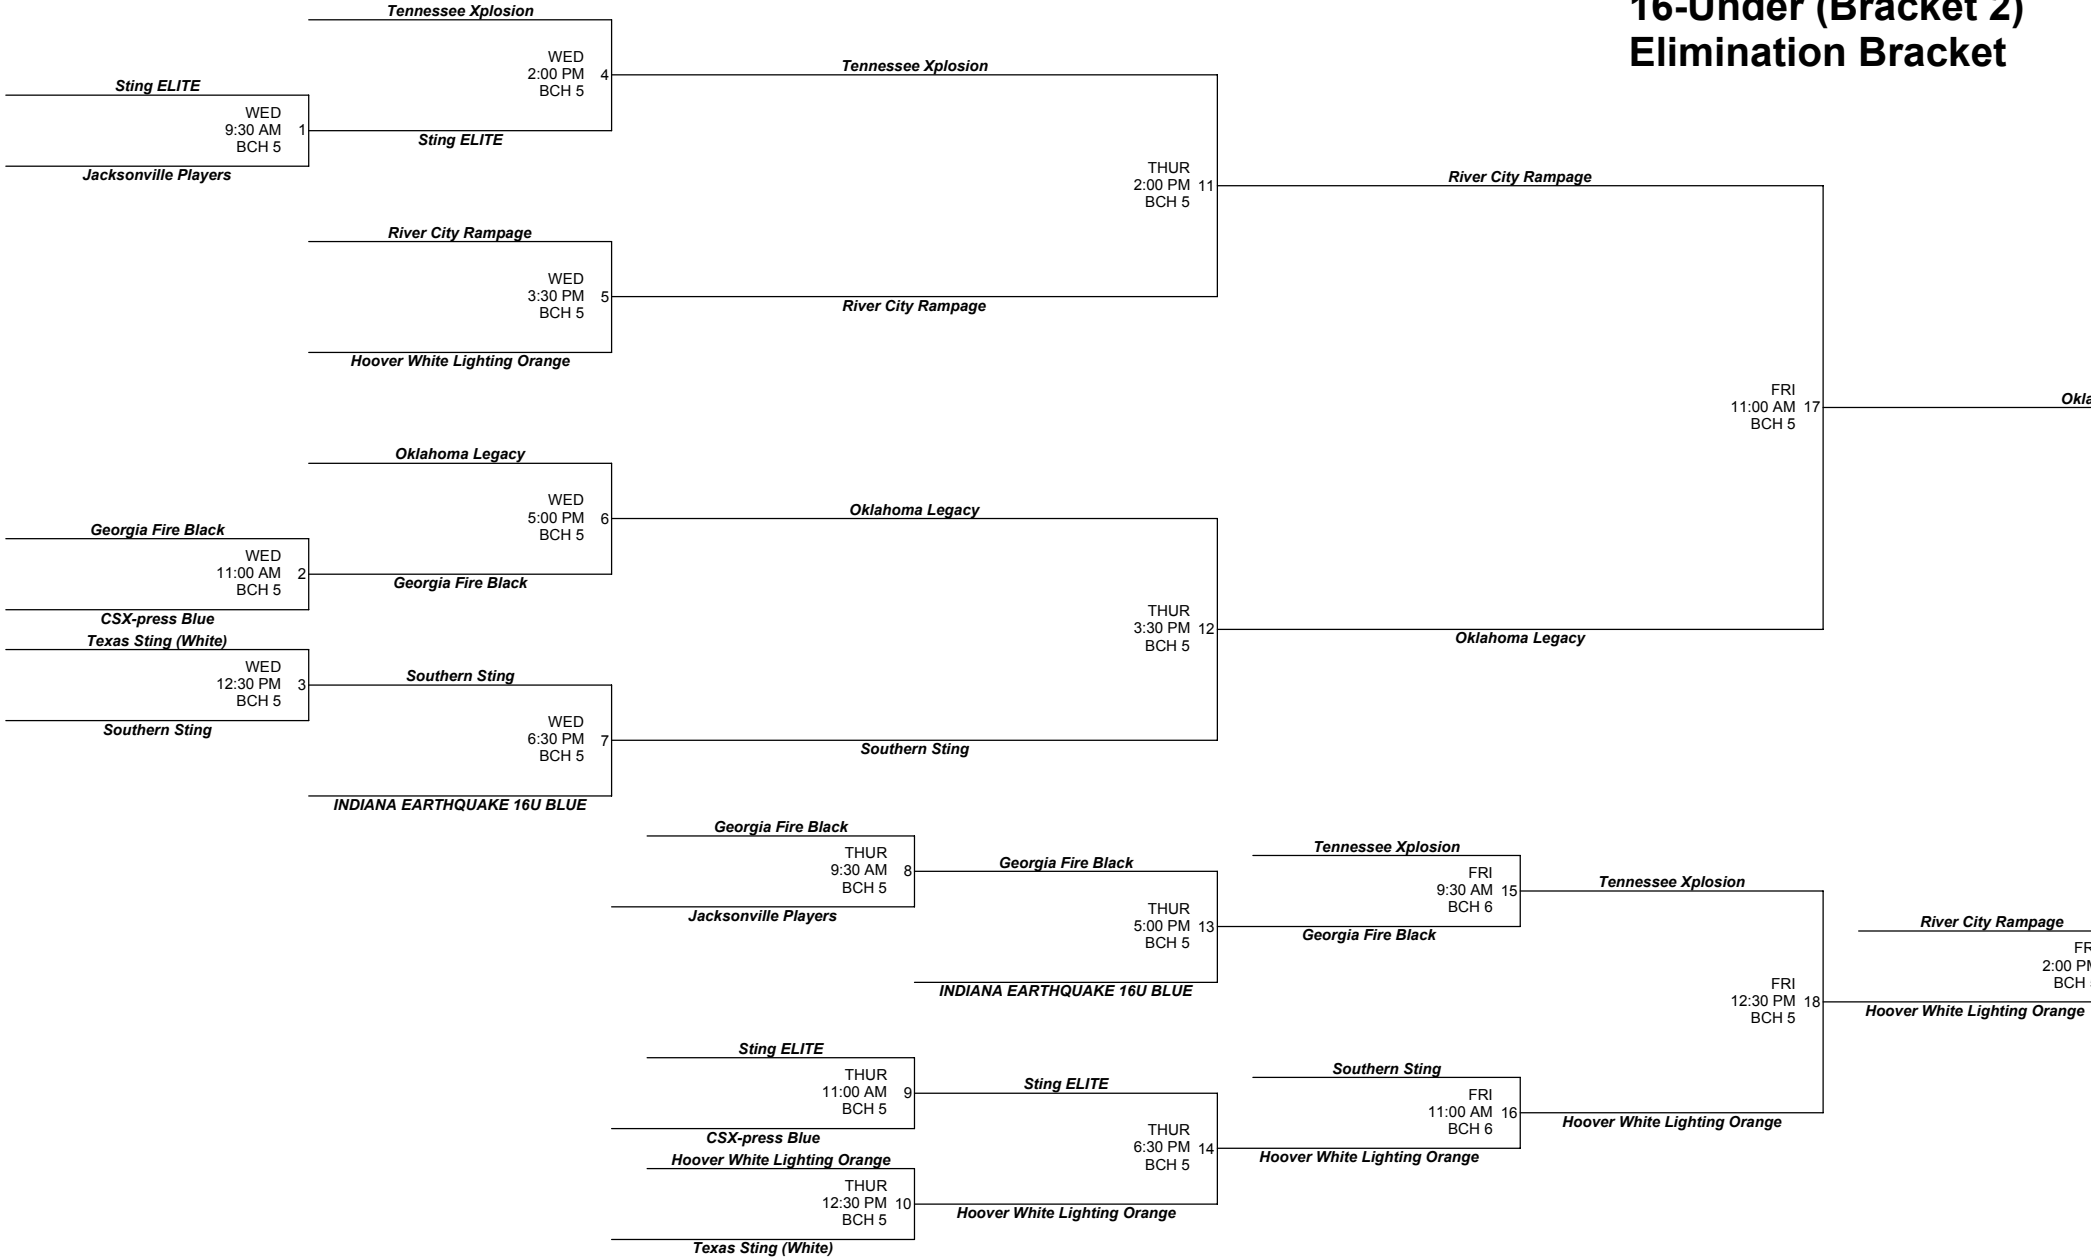 16-Under (Bracket 2)
Elimination Bracket
Tennessee Xplosion
WED
2:00 PM 4
BCH 5
Tennessee Xplosion
Sting ELITE
WED
9:30 AM 1
BCH 5
Sting ELITE
Jacksonville Players
THUR
2:00 PM 11
BCH 5
River City Rampage
River City Rampage
WED
3:30 PM 5
BCH 5
River City Rampage
Hoover White Lighting Orange
FRI
11:00 AM 17
BCH 5
Okla
Oklahoma Legacy
WED
5:00 PM 6
BCH 5
Oklahoma Legacy
Georgia Fire Black
WED
11:00 AM 2
BCH 5
Georgia Fire Black
CSX-press Blue
THUR
3:30 PM 12
BCH 5
Oklahoma Legacy
Texas Sting (White)
WED
12:30 PM 3
BCH 5
Southern Sting
Southern Sting
WED
6:30 PM 7
BCH 5
Southern Sting
INDIANA EARTHQUAKE 16U BLUE
Georgia Fire Black
THUR
9:30 AM 8
BCH 5
Georgia Fire Black
Jacksonville Players
THUR
5:00 PM 13
BCH 5
INDIANA EARTHQUAKE 16U BLUE
Tennessee Xplosion
FRI
9:30 AM 15
BCH 6
Georgia Fire Black
Tennessee Xplosion
FRI
12:30 PM 18
BCH 5
River City Rampage
FR
2:00 PM
BCH
Hoover White Lighting Orange
Sting ELITE
THUR
11:00 AM 9
BCH 5
Sting ELITE
CSX-press Blue
THUR
6:30 PM 14
BCH 5
Southern Sting
FRI
11:00 AM 16
BCH 6
Hoover White Lighting Orange
Hoover White Lighting Orange
Hoover White Lighting Orange
THUR
12:30 PM 10
BCH 5
Hoover White Lighting Orange
Texas Sting (White)